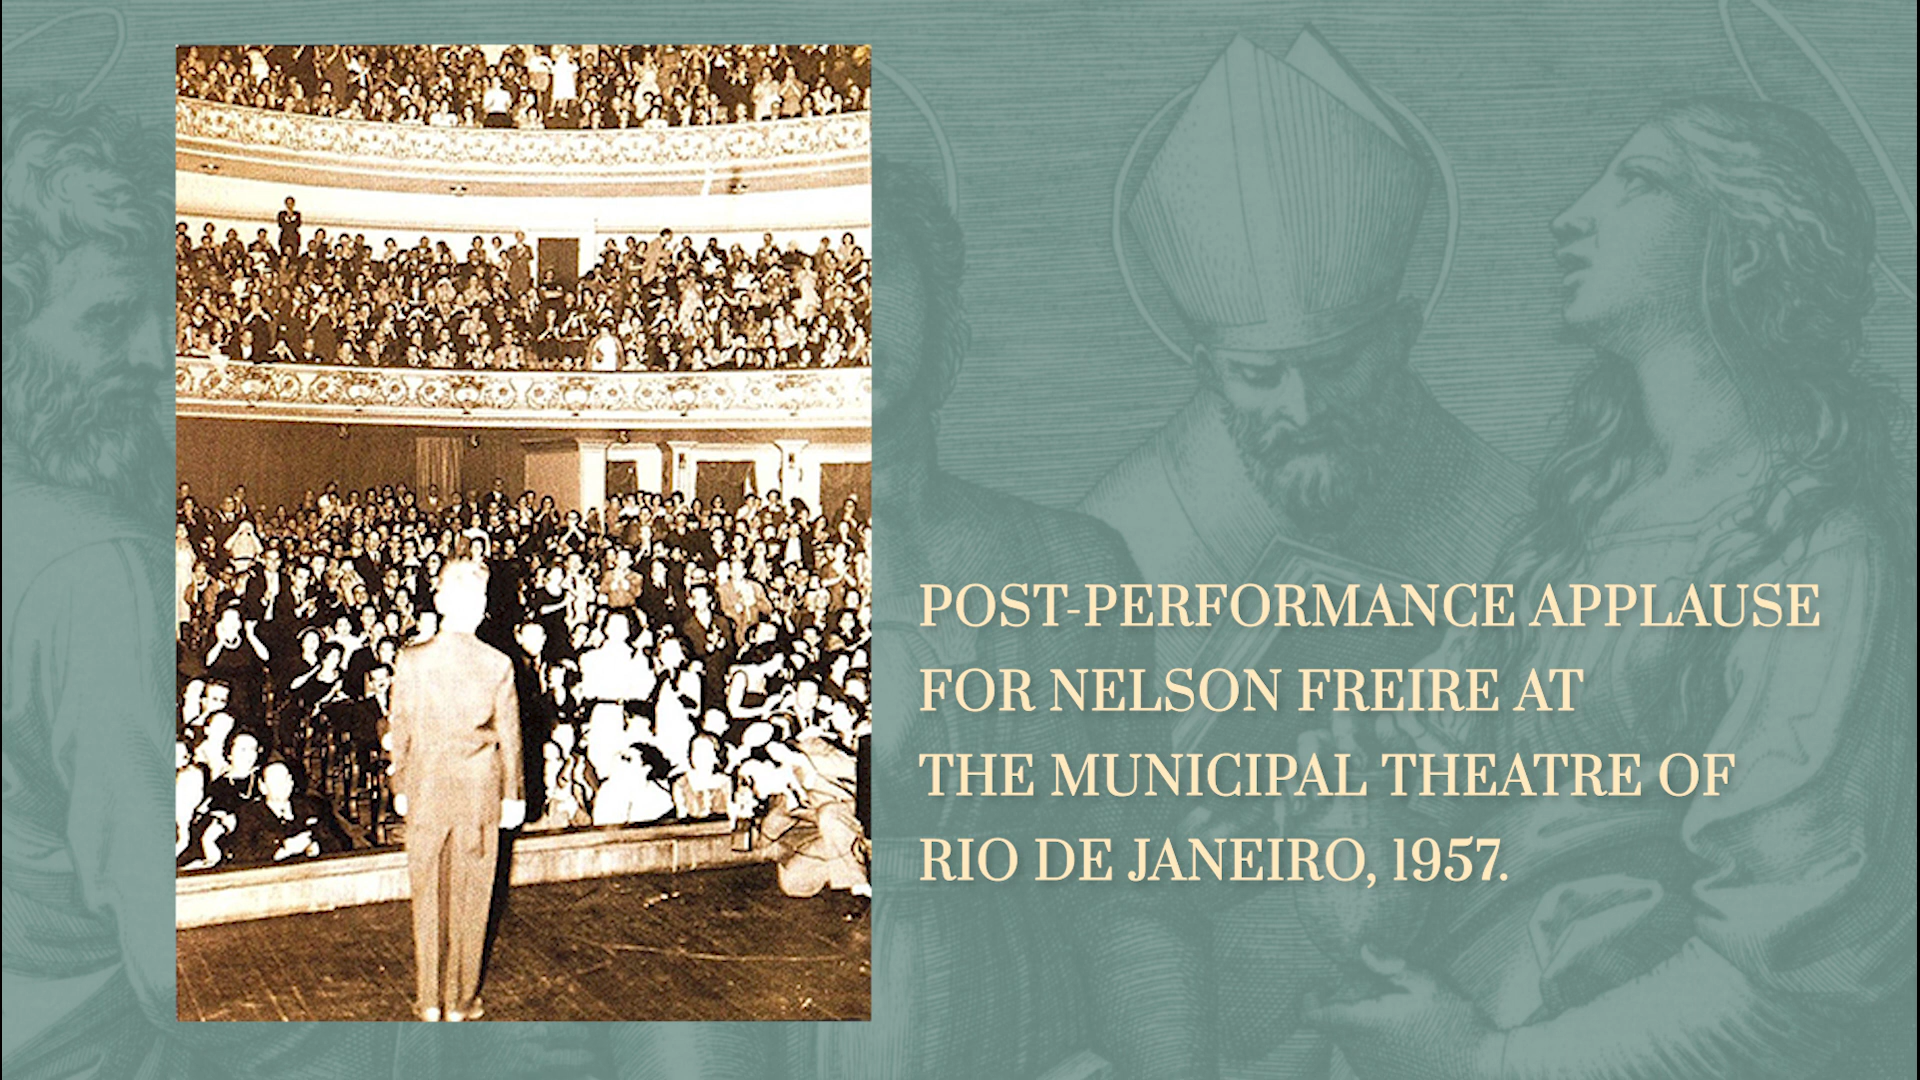 POST-PERFORMANCE APPLAUSE
FOR NELSON FREIRE AT
THE MUNICIPAL THEATRE OF
RIO DE JANEIRO, 1957.